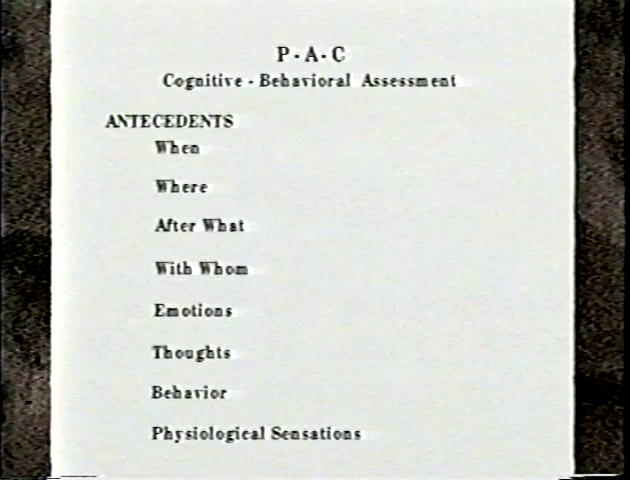 P-A-C
Cognitive-Behavioral Assessment
ANTECEDENTS
When
Where
After What
With Whom
Emotions
Thoughts
Behavior
Physiological Sensations